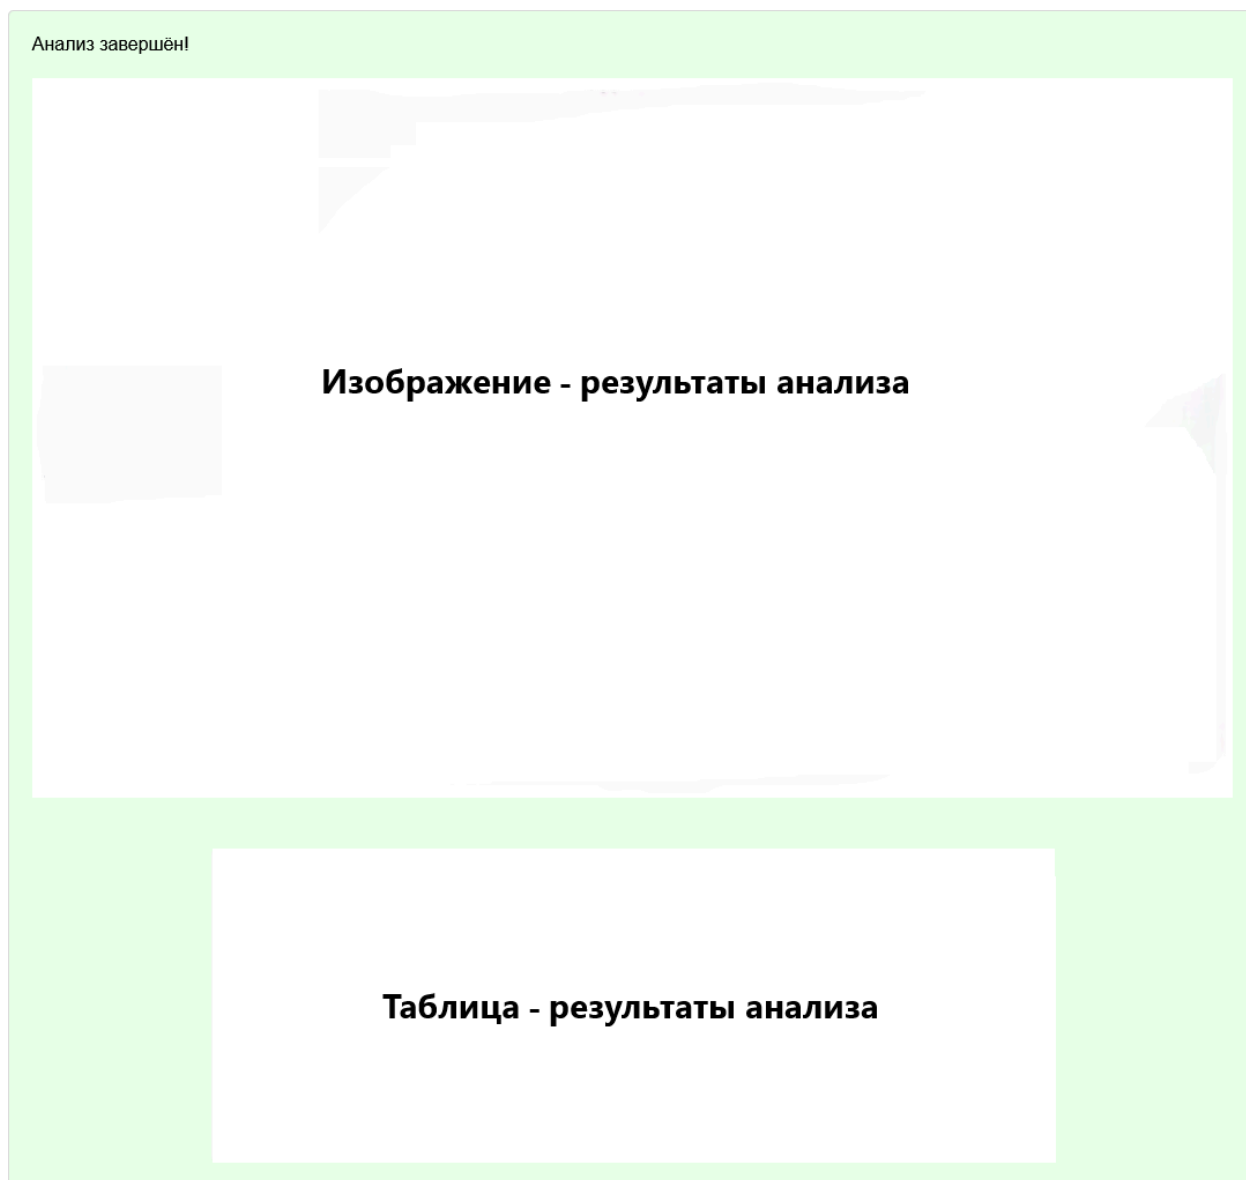 Анализ завершён!
Изображение - результаты анализа
Таблица - результаты анализа